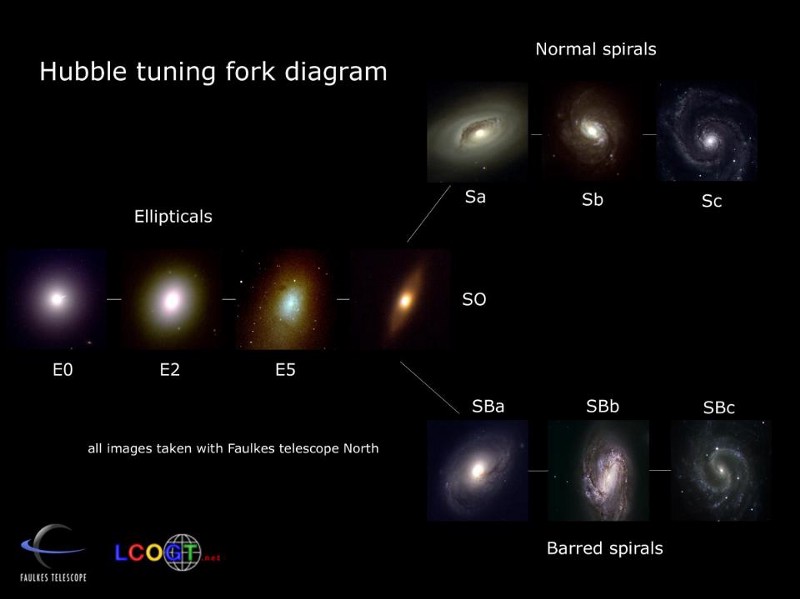 Hubble tuning fork diagram
Normal spirals
Sa
Sb
Sc
Ellipticals
SO
E0
E2
E5
SBa
SBb
SBc
all images taken with Faulkes telescope North
Barred spirals
FAULKES TELESCOPE
LCOGT.net